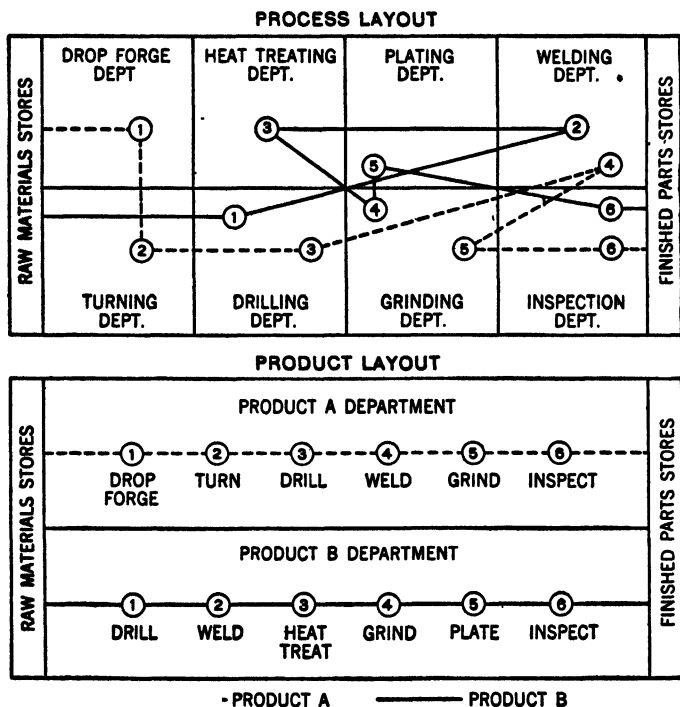 PROCESS LAYOUT
RAW MATERIALS STORES
DROP FORGE
DEPT
HEAT TREATING
DEPT.
PLATING
DEPT.
WELDING
DEPT.
FINISHED PARTS STORES
1
3
2
5
4
1
4
6
2
3
5
6
TURNING
DEPT.
DRILLING
DEPT.
GRINDING
DEPT.
INSPECTION
DEPT.
PRODUCT LAYOUT
RAW MATERIALS STORES
PRODUCT A DEPARTMENT
1 2 3 4 5 6
DROP
FORGE
TURN
DRILL
WELD
GRIND
INSPECT
PRODUCT B DEPARTMENT
1 2 3 4 5 6
DRILL
WELD
HEAT
TREAT
GRIND
PLATE
INSPECT
FINISHED PARTS STORES
PRODUCT A
PRODUCT B